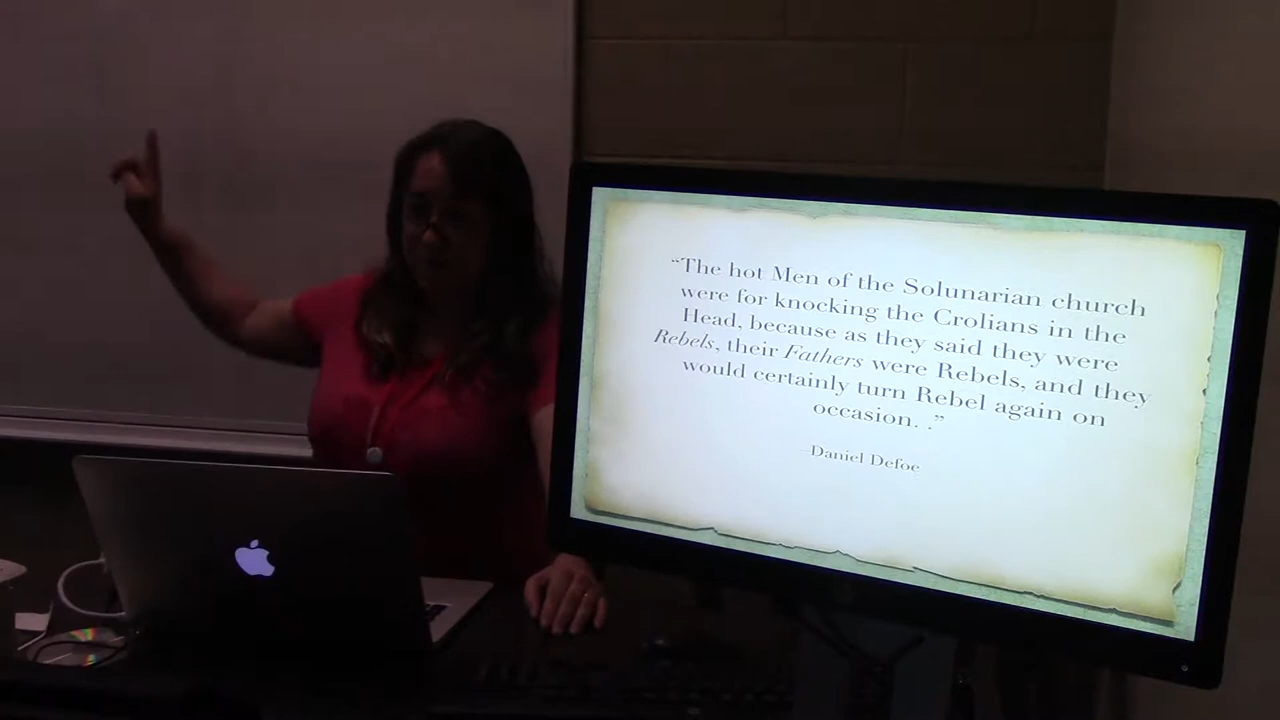 “The hot Men of the Solunarian church
were for knocking the Crolians in the
Head, because as they said they were
Rebels, their Fathers were Rebels, and they
would certainly turn Rebel again on
occasion. .”
–Daniel Defoe